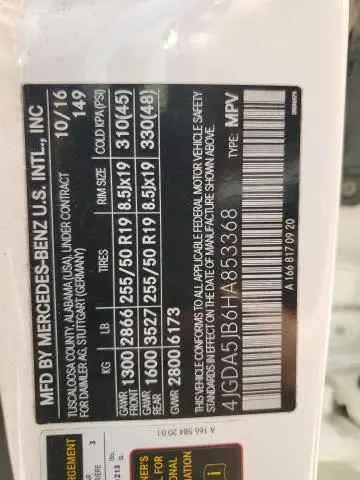 MFD BY MERCEDES-BENZ U.S. INTL., INC
TUSCALOOSA COUNTY, ALABAMA (USA), UNDER CONTRACT 10/16
FOR DAIMLER AG, STUTTGART (GERMANY) 149
KG LB TIRES RIM SIZE COLD KPA (PSI)
GAWR FRONT 1300 2866 255/50 R19 8.5Jx19 310(45)
GAWR REAR 1600 3527 255/50 R19 8.5Jx19 330(48)
GVWR 2800 6173
VEHICLE CONFORMS TO ALL APPLICABLE FEDERAL MOTOR VEHICLE SAFETY
STANDARDS IN EFFECT ON THE DATE OF MANUFACTURE SHOWN ABOVE.
4JGDA5JB6HA853368 TYPE: MPV
A 166 817 09 20
A 166 584 20 01
ARGEMENT
3
213 lb.